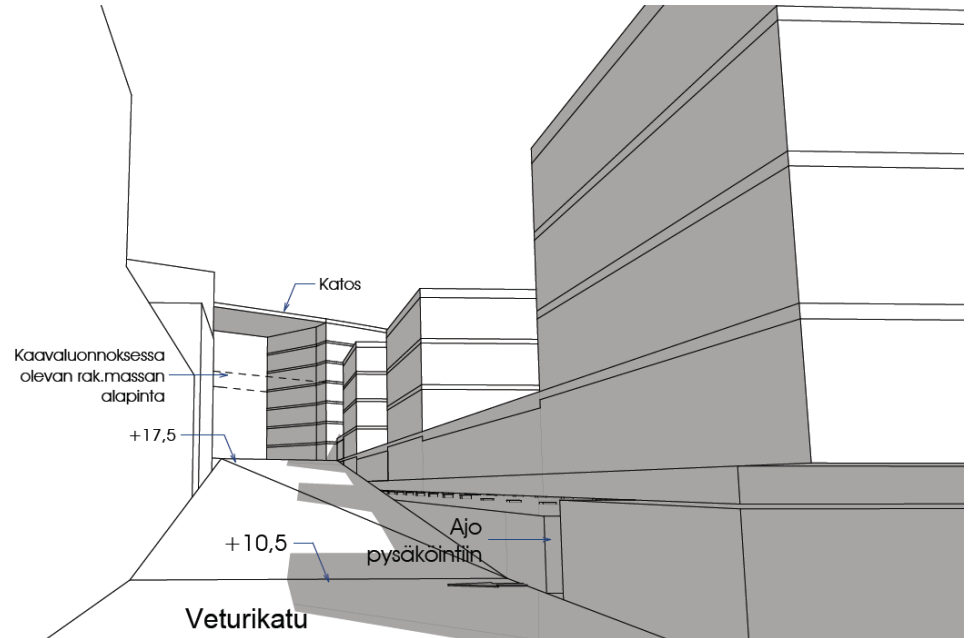 Katos
Kaavaluonnoksessa
olevan rak.massan
alapinta
+17,5
+10,5
Ajo
pysäköintiin
Veturikatu